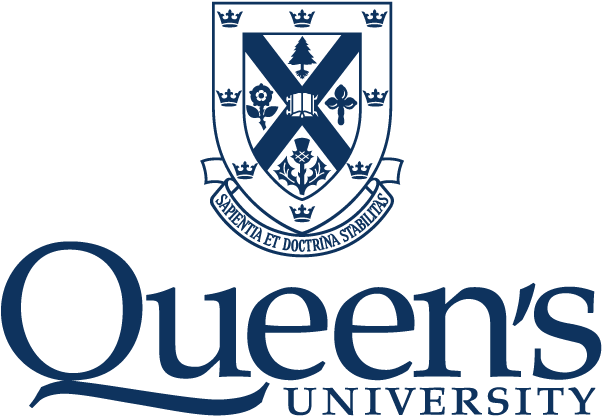 SAPIENTIA ET DOCTRINA STABILITAS
Queen's
UNIVERSITY